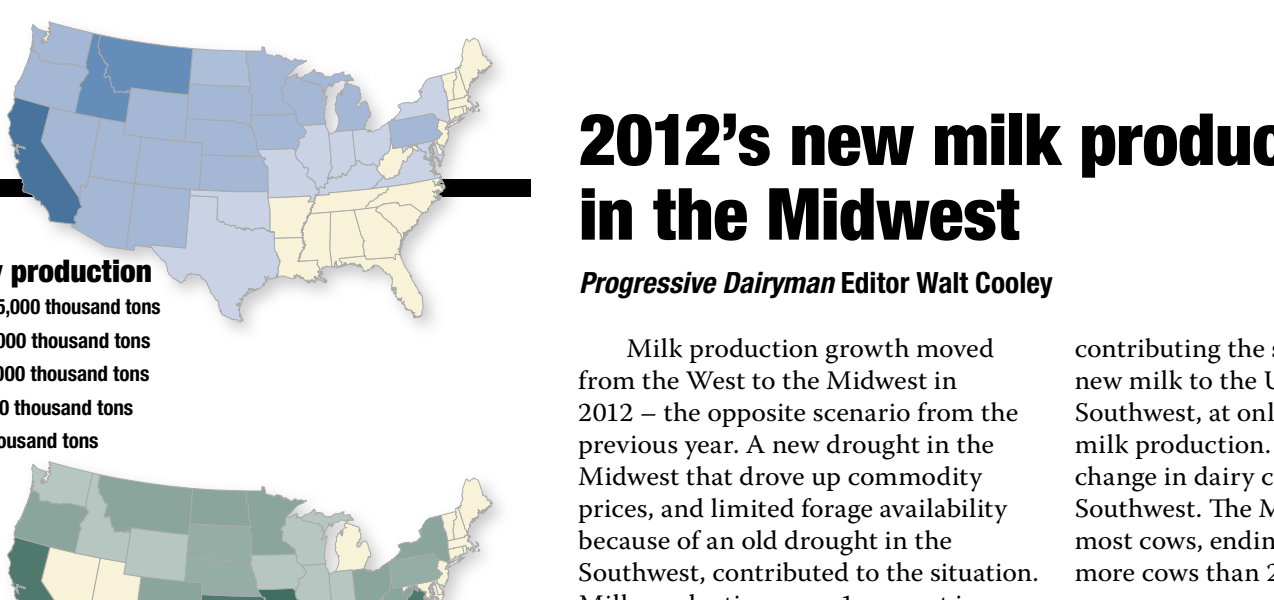 production
5,000 thousand tons
000 thousand tons
000 thousand tons
0 thousand tons
ousand tons
2012’s new milk produc
in the Midwest
Progressive Dairyman Editor Walt Cooley
Milk production growth moved
from the West to the Midwest in
2012 – the opposite scenario from the
previous year. A new drought in the
Midwest that drove up commodity
prices, and limited forage availability
because of an old drought in the
Southwest, contributed to the situation.
contributing the s
new milk to the U
Southwest, at onl
milk production.
change in dairy c
Southwest. The M
most cows, endin
more cows than 2